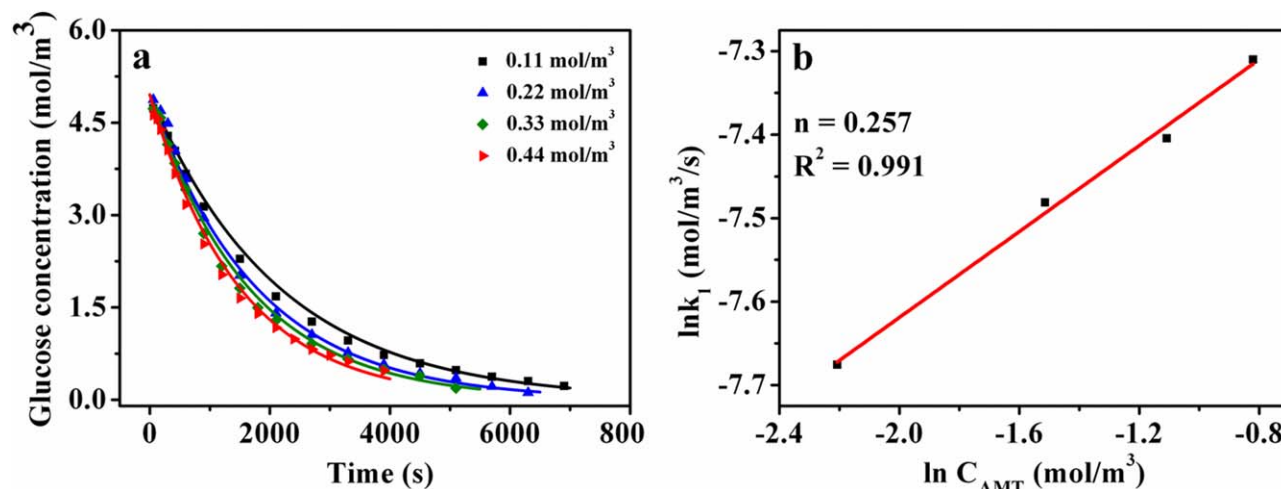 a
Glucose concentration (mol/m³)
6.0
4.5
3.0
1.5
0.0
0.11 mol/m³
0.22 mol/m³
0.33 mol/m³
0.44 mol/m³
0 2000 4000 6000 800
Time (s)
b
lnk₁ (mol/m³/s)
-7.3
-7.4
-7.5
-7.6
-7.7
n = 0.257
R² = 0.991
-2.4 -2.0 -1.6 -1.2 -0.8
ln C_AMT (mol/m³)